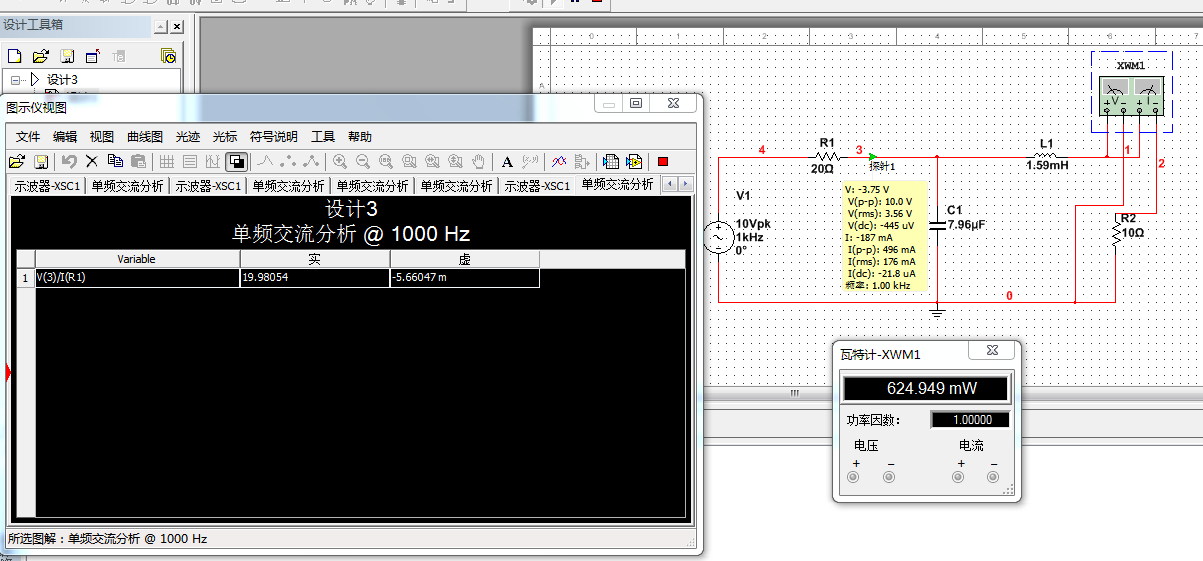 设计工具箱
设计3
图示仪视图
文件 编辑 视图 曲线图 光迹 光标 符号说明 工具 帮助
示波器-XSC1 单频交流分析 示波器-XSC1 单频交流分析 单频交流分析 单频交流分析 示波器-XSC1 单频交流分析
设计3
单频交流分析 @ 1000 Hz
Variable 实 虚
1 V(3)/I(R1) 19.98054 -5.66047 m
所选图解：单频交流分析 @ 1000 Hz
0 1 2 3 4 5 6 7
A
XWM1
V I
+ - + -
4
R1
20Ω
3
探针1
L1
1.59mH
1
2
V1
10Vpk
1kHz
0°
V: -3.75 V
V(p-p): 10.0 V
V(rms): 3.56 V
V(dc): -445 uV
I: -187 mA
I(p-p): 496 mA
I(rms): 176 mA
I(dc): -21.8 uA
频率: 1.00 kHz
C1
7.96µF
R2
10Ω
0
瓦特计-XWM1
624.949 mW
功率因数： 1.00000
电压 电流
+ - + -